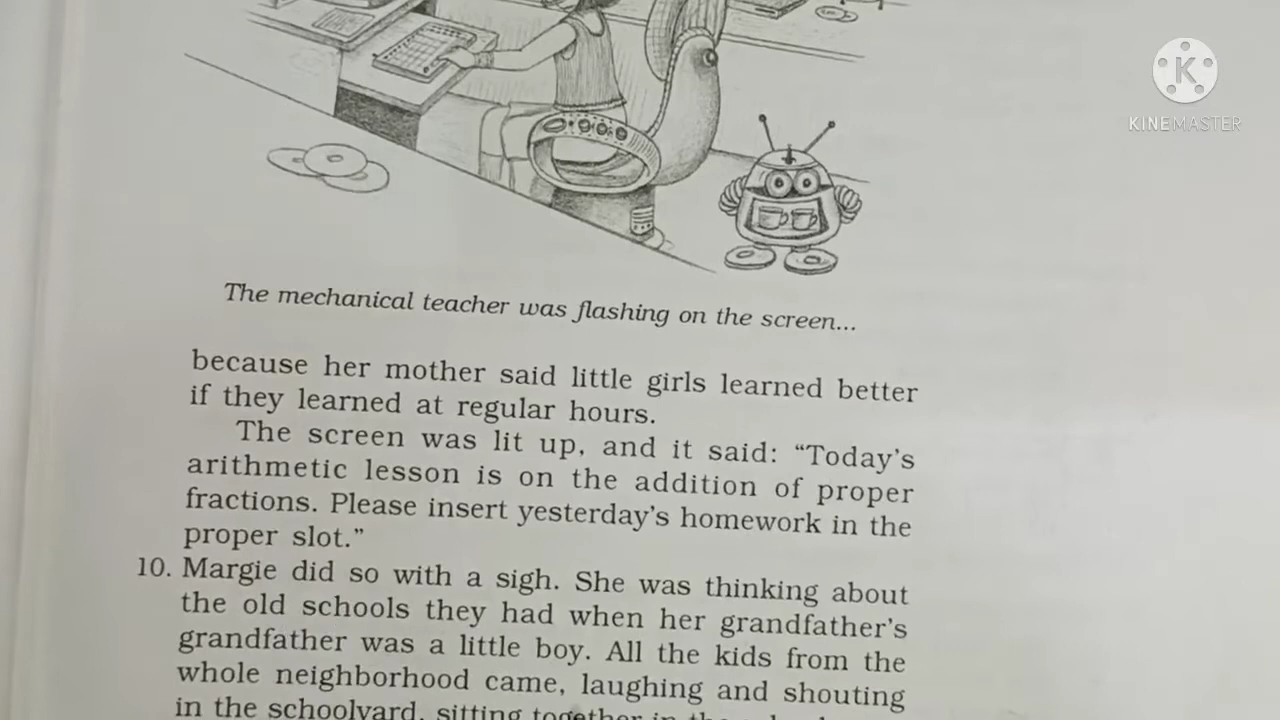 KINEMASTER
The mechanical teacher was flashing on the screen...
because her mother said little girls learned better
if they learned at regular hours.
The screen was lit up, and it said: “Today’s
arithmetic lesson is on the addition of proper
fractions. Please insert yesterday’s homework in the
proper slot.”
10. Margie did so with a sigh. She was thinking about
the old schools they had when her grandfather’s
grandfather was a little boy. All the kids from the
whole neighborhood came, laughing and shouting
in the schoolyard, sitting together in the